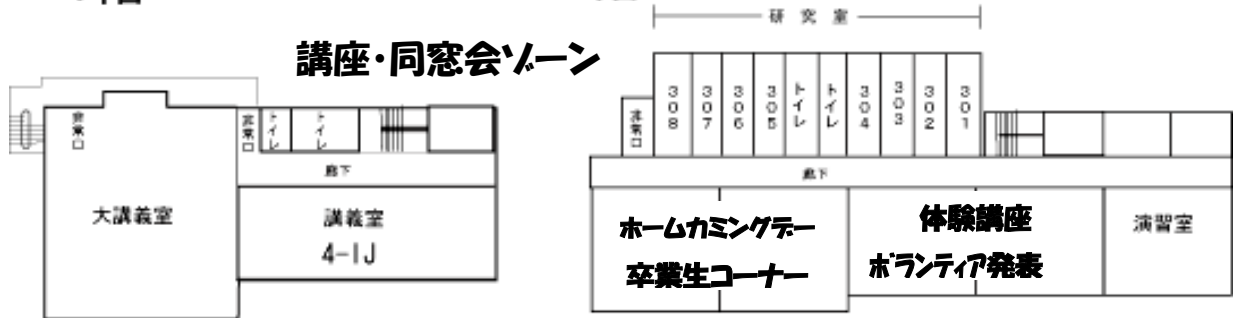 研究室
講座・同窓会ゾーン
非常口
非常口
トイレ
トイレ
廊下
大講義室
講義室
4-1J
非常口
308
307
306
305
トイレ
トイレ
304
303
302
301
廊下
ホームカミングデー
卒業生コーナー
体験講座
ボランティア発表
演習室